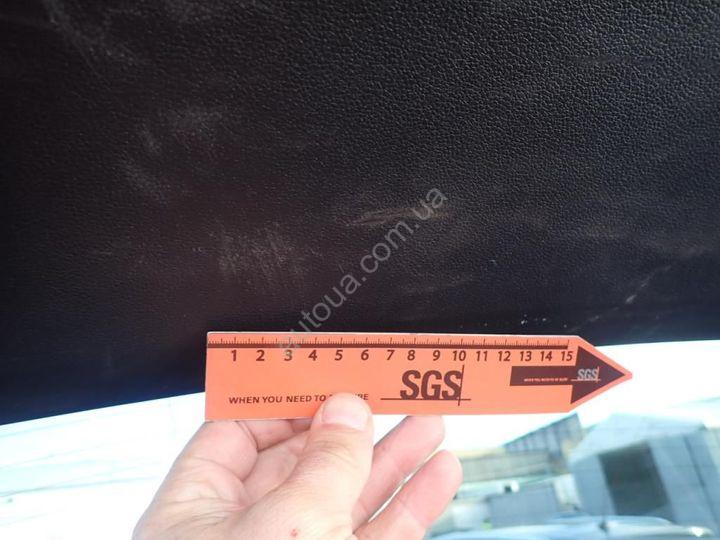 autoua.com.ua
1 2 3 4 5 6 7 8 9 10 11 12 13 14 15
SGS
WHEN YOU NEED TO RE
SGS